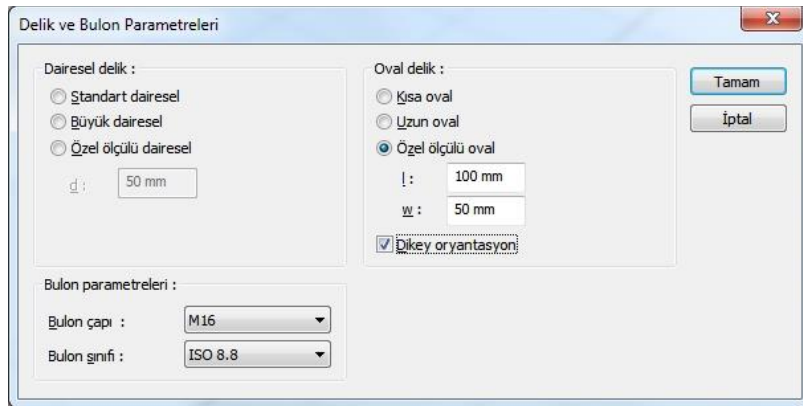 Delik ve Bulon Parametreleri
Dairesel delik :
Standart dairesel
Büyük dairesel
Özel ölçülü dairesel
d : 50 mm
Oval delik :
Kısa oval
Uzun oval
Özel ölçülü oval
l : 100 mm
w : 50 mm
Dikey oryantasyon
Tamam
İptal
Bulon parametreleri :
Bulon çapı : M16
Bulon sınıfı : ISO 8.8